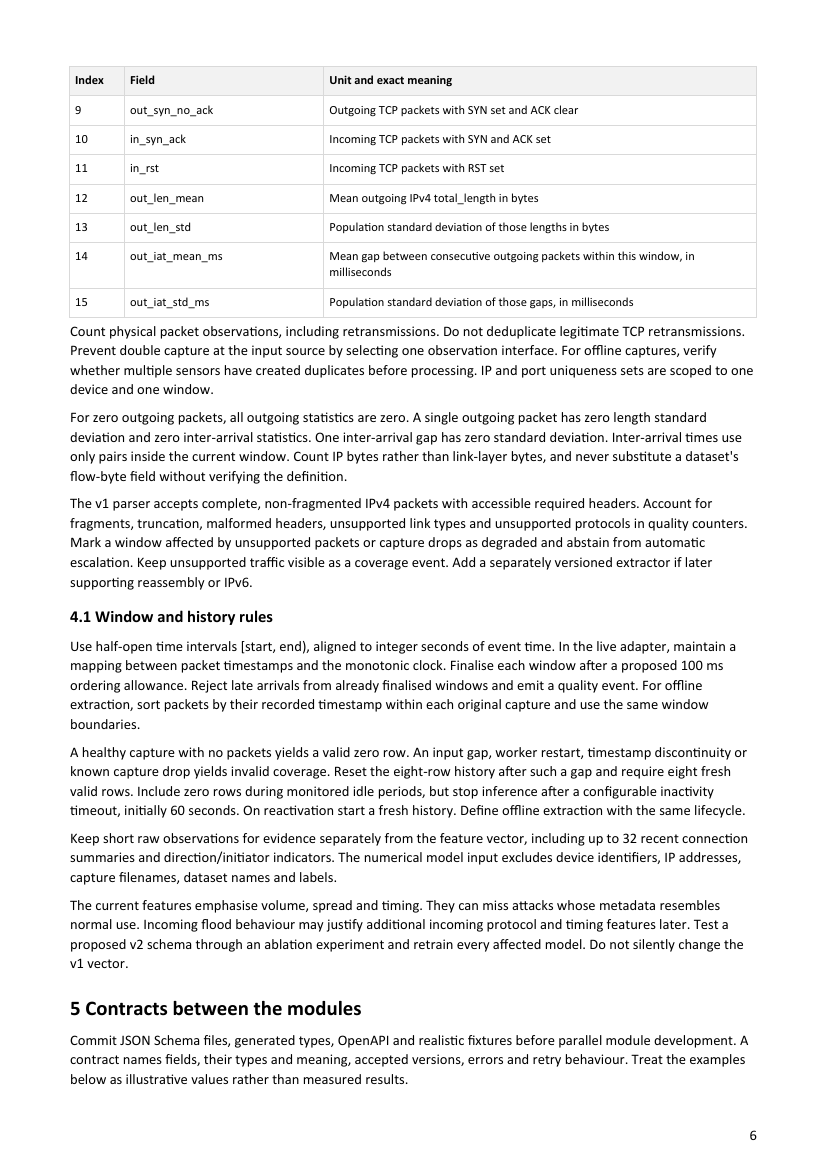 Index Field Unit and exact meaning
9 out_syn_no_ack Outgoing TCP packets with SYN set and ACK clear
10 in_syn_ack Incoming TCP packets with SYN and ACK set
11 in_rst Incoming TCP packets with RST set
12 out_len_mean Mean outgoing IPv4 total_length in bytes
13 out_len_std Population standard deviation of those lengths in bytes
14 out_iat_mean_ms Mean gap between consecutive outgoing packets within this window, in
milliseconds
15 out_iat_std_ms Population standard deviation of those gaps, in milliseconds
Count physical packet observations, including retransmissions. Do not deduplicate legitimate TCP retransmissions.
Prevent double capture at the input source by selecting one observation interface. For offline captures, verify
whether multiple sensors have created duplicates before processing. IP and port uniqueness sets are scoped to one
device and one window.
For zero outgoing packets, all outgoing statistics are zero. A single outgoing packet has zero length standard
deviation and zero inter-arrival statistics. One inter-arrival gap has zero standard deviation. Inter-arrival times use
only pairs inside the current window. Count IP bytes rather than link-layer bytes, and never substitute a dataset's
flow-byte field without verifying the definition.
The v1 parser accepts complete, non-fragmented IPv4 packets with accessible required headers. Account for
fragments, truncation, malformed headers, unsupported link types and unsupported protocols in quality counters.
Mark a window affected by unsupported packets or capture drops as degraded and abstain from automatic
escalation. Keep unsupported traffic visible as a coverage event. Add a separately versioned extractor if later
supporting reassembly or IPv6.
4.1 Window and history rules
Use half-open time intervals [start, end), aligned to integer seconds of event time. In the live adapter, maintain a
mapping between packet timestamps and the monotonic clock. Finalise each window after a proposed 100 ms
ordering allowance. Reject late arrivals from already finalised windows and emit a quality event. For offline
extraction, sort packets by their recorded timestamp within each original capture and use the same window
boundaries.
A healthy capture with no packets yields a valid zero row. An input gap, worker restart, timestamp discontinuity or
known capture drop yields invalid coverage. Reset the eight-row history after such a gap and require eight fresh
valid rows. Include zero rows during monitored idle periods, but stop inference after a configurable inactivity
timeout, initially 60 seconds. On reactivation start a fresh history. Define offline extraction with the same lifecycle.
Keep short raw observations for evidence separately from the feature vector, including up to 32 recent connection
summaries and direction/initiator indicators. The numerical model input excludes device identifiers, IP addresses,
capture filenames, dataset names and labels.
The current features emphasise volume, spread and timing. They can miss attacks whose metadata resembles
normal use. Incoming flood behaviour may justify additional incoming protocol and timing features later. Test a
proposed v2 schema through an ablation experiment and retrain every affected model. Do not silently change the
v1 vector.
5 Contracts between the modules
Commit JSON Schema files, generated types, OpenAPI and realistic fixtures before parallel module development. A
contract names fields, their types and meaning, accepted versions, errors and retry behaviour. Treat the examples
below as illustrative values rather than measured results.
6